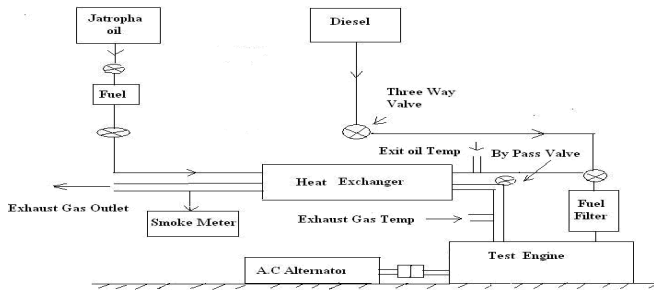 Jatropha
oil
Diesel
Fuel
Three Way
Valve
Exit oil Temp
By Pass Valve
Heat Exchanger
Exhaust Gas Outlet
Smoke Meter
Exhaust Gas Temp
Fuel
Filter
Test Engine
A.C Alternator